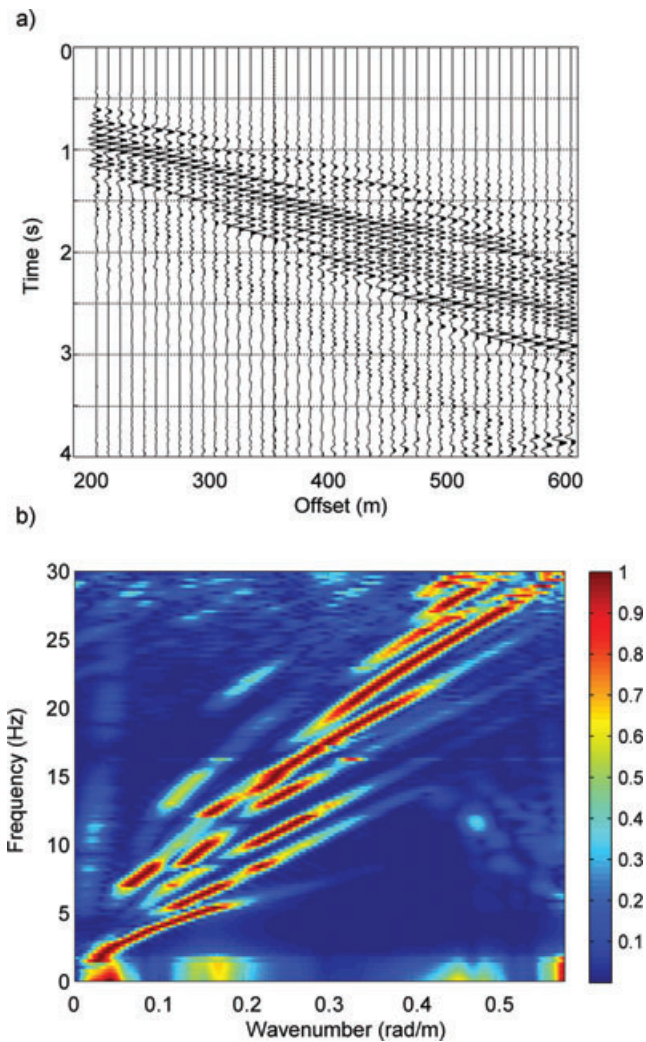 a)
0
1
2
3
4
Time (s)
200 300 400 500 600
Offset (m)
b)
30
25
20
15
10
5
0
Frequency (Hz)
0 0.1 0.2 0.3 0.4 0.5
Wavenumber (rad/m)
1
0.9
0.8
0.7
0.6
0.5
0.4
0.3
0.2
0.1